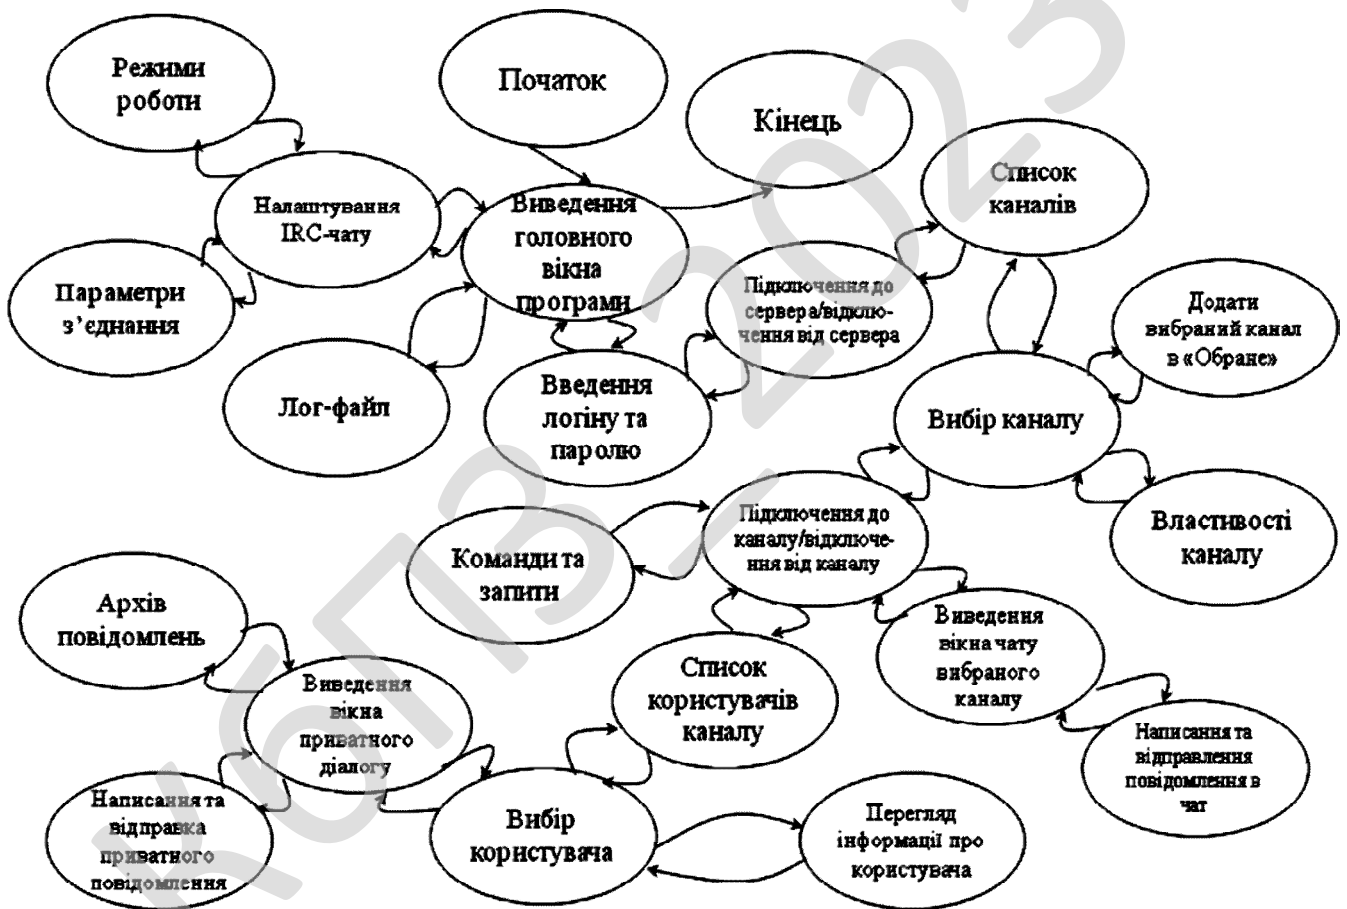 Режими
роботи
Початок
Кінець
Список
каналів
Налаштування
IRC-чату
Виведення
головного
вікна
програми
Параметри
з’єднання
Підключення до
сервера/відклю-
чення від сервера
Додати
вибраний канал
в «Обране»
Лог-файл
Введення
логіну та
паролю
Вибір каналу
Підключення до
каналу/відключе-
ння від каналу
Властивості
каналу
Команди та
запити
Архів
повідомлень
Виведення
вікна чату
вибраного
каналу
Список
користувачів
каналу
Виведення
вікна
приватного
діалогу
Написання та
відправлення
повідомлення в
чат
Написання та
відправка
приватного
повідомлення
Вибір
користувача
Перегляд
інформації про
користувача
КбПЗ_2023